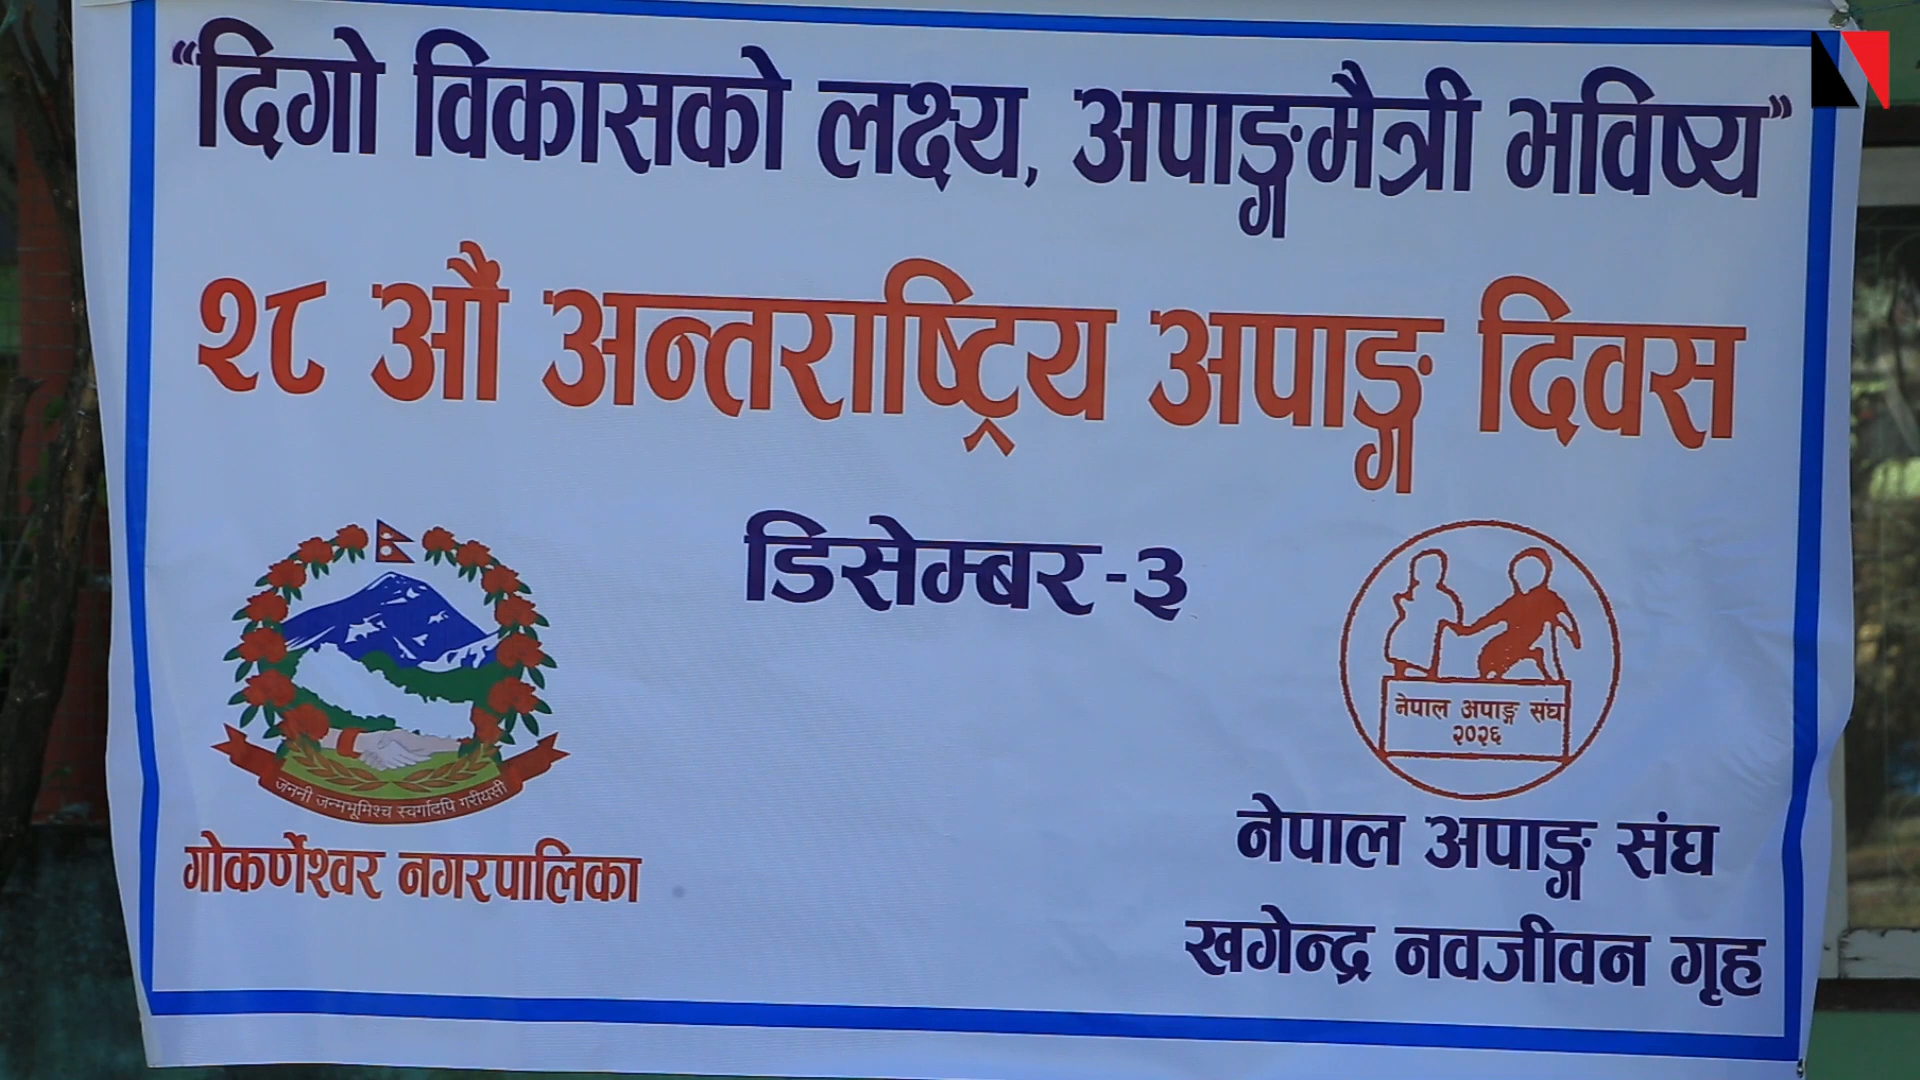 “दिगो विकासको लक्ष्य, अपाङ्गमैत्री भविष्य”
२८ औं अन्तराष्ट्रिय अपाङ्ग दिवस
डिसेम्बर-३
नेपाल अपाङ्ग संघ
२०२६
जननी जन्मभूमिश्च स्वर्गादपि गरीयसी
गोकर्णेश्वर नगरपालिका
नेपाल अपाङ्ग संघ
खगेन्द्र नवजीवन गृह